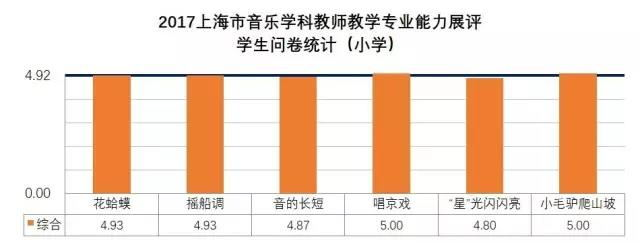 2017上海市音乐学科教师教学专业能力展评
学生问卷统计（小学）
4.92
0.00
花蛤蟆 摇船调 音的长短 唱京戏 “星”光闪闪亮 小毛驴爬山坡
综合 4.93 4.93 4.87 5.00 4.80 5.00